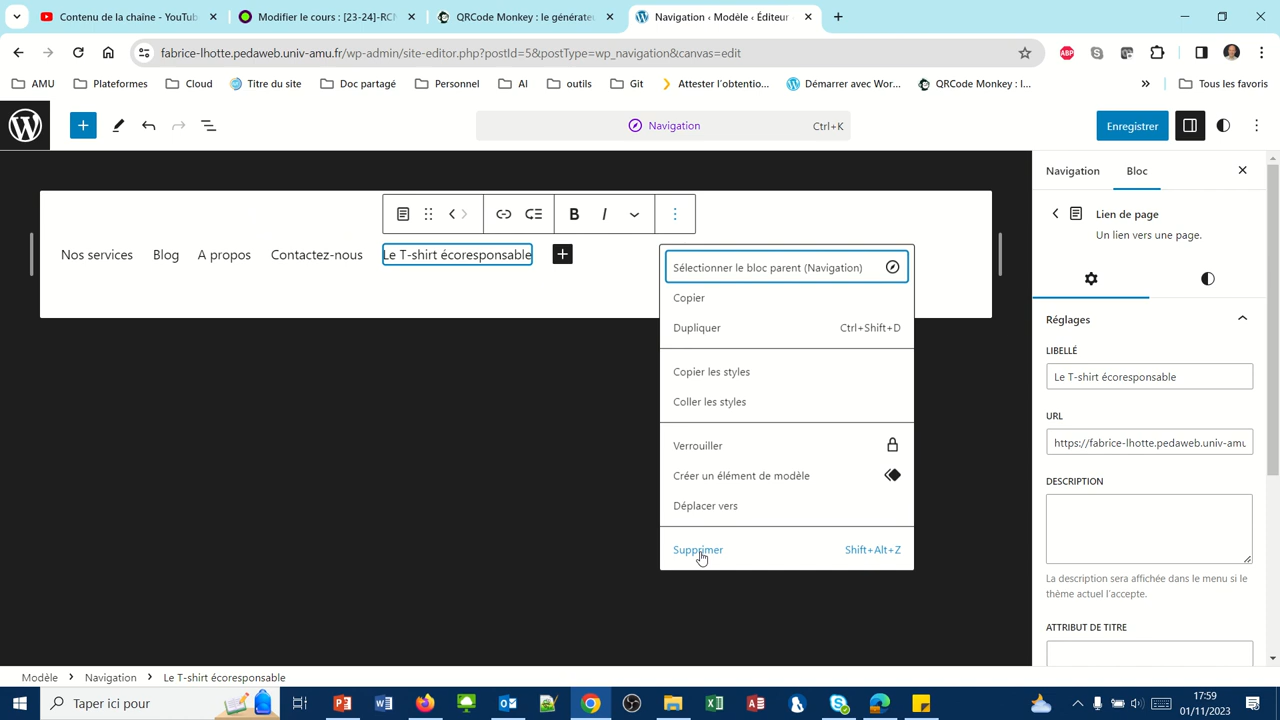 Contenu de la chaîne - YouTube
Modifier le cours : [23-24]-RCM
QRCode Monkey : le générateu
Navigation ‹ Modèle ‹ Éditeur
fabrice-lhotte.pedaweb.univ-amu.fr/wp-admin/site-editor.php?postId=5&postType=wp_navigation&canvas=edit
ABP
AMU
Plateformes
Cloud
Titre du site
Doc partagé
Personnel
AI
outils
Git
Attester l'obtentio...
Démarrer avec Wor...
QRCode Monkey : l...
»
Tous les favoris
Navigation
Ctrl+K
Enregistrer
Nos services
Blog
A propos
Contactez-nous
Le T-shirt écoresponsable
Sélectionner le bloc parent (Navigation)
Copier
Dupliquer Ctrl+Shift+D
Copier les styles
Coller les styles
Verrouiller
Créer un élément de modèle
Déplacer vers
Supprimer Shift+Alt+Z
Navigation
Bloc
Lien de page
Un lien vers une page.
Réglages
LIBELLÉ
Le T-shirt écoresponsable
URL
https://fabrice-lhotte.pedaweb.univ-amu
DESCRIPTION
La description sera affichée dans le menu si le
thème actuel l'accepte.
ATTRIBUT DE TITRE
Modèle
Navigation
Le T-shirt écoresponsable
Taper ici pour
17:59
01/11/2023